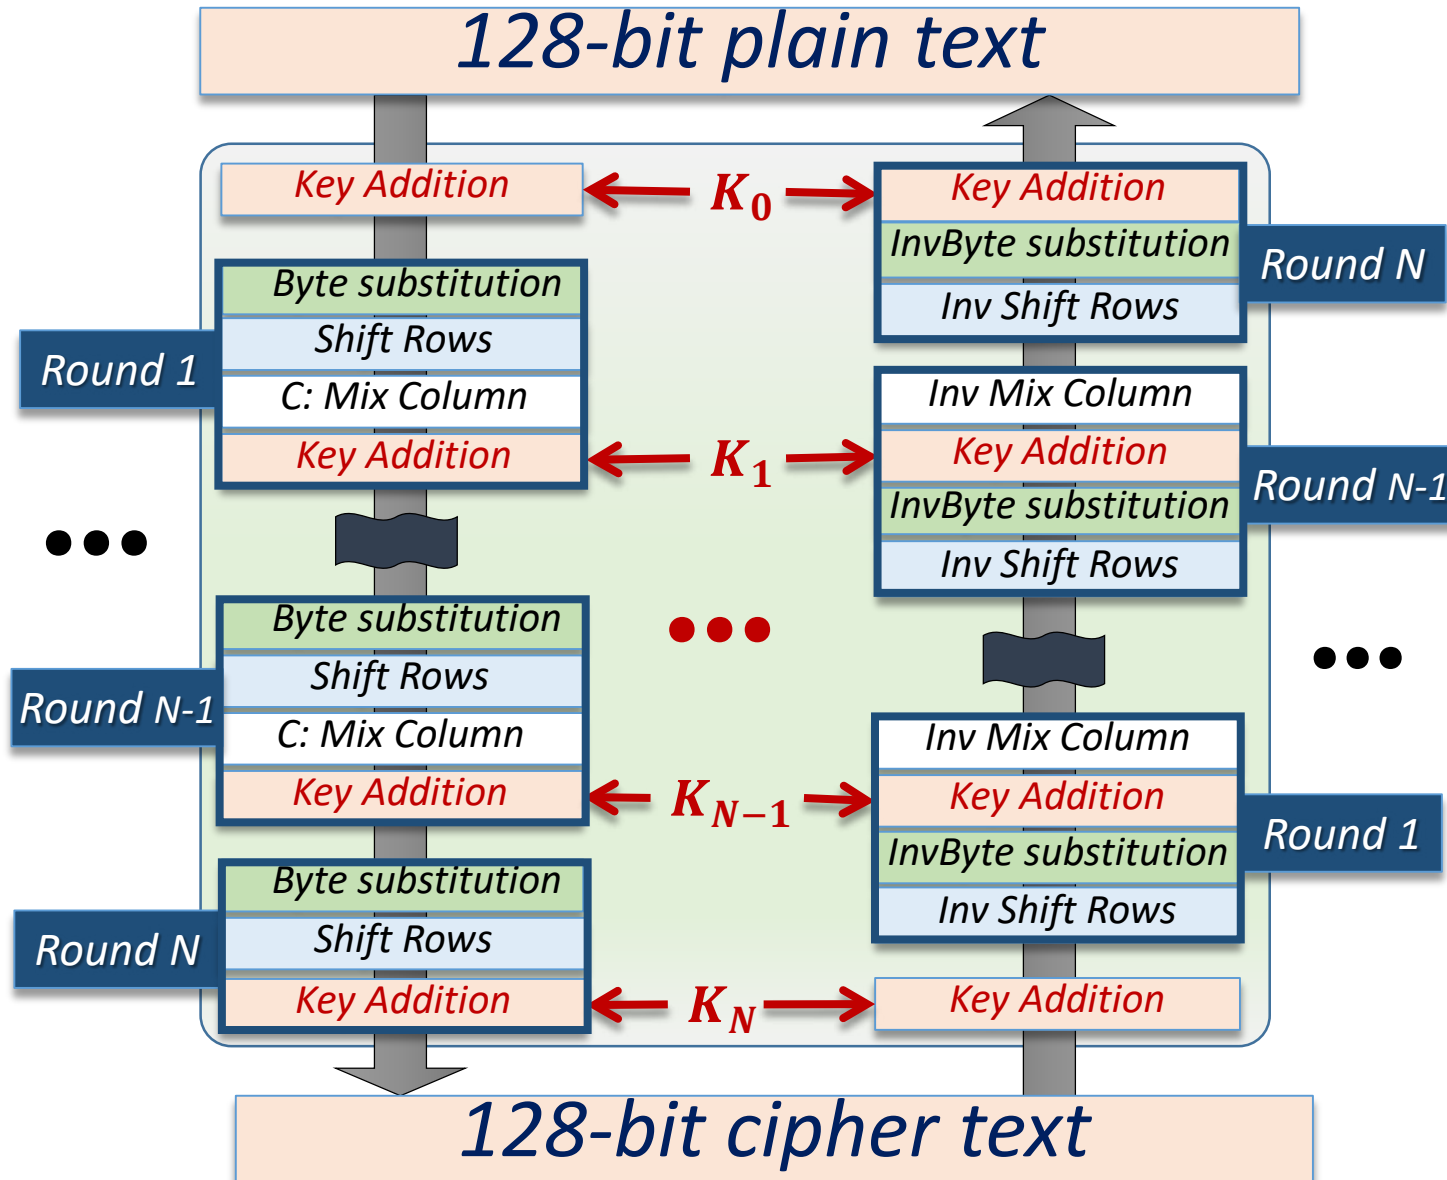 128-bit plain text
Key Addition
Byte substitution
Shift Rows
C: Mix Column
Key Addition
Round 1
Byte substitution
Shift Rows
C: Mix Column
Key Addition
Round N-1
Byte substitution
Shift Rows
Key Addition
Round N
K₀
K₁
K_{N-1}
K_N
Key Addition
InvByte substitution
Inv Shift Rows
Round N
Inv Mix Column
Key Addition
InvByte substitution
Inv Shift Rows
Round N-1
Inv Mix Column
Key Addition
InvByte substitution
Inv Shift Rows
Round 1
Key Addition
128-bit cipher text